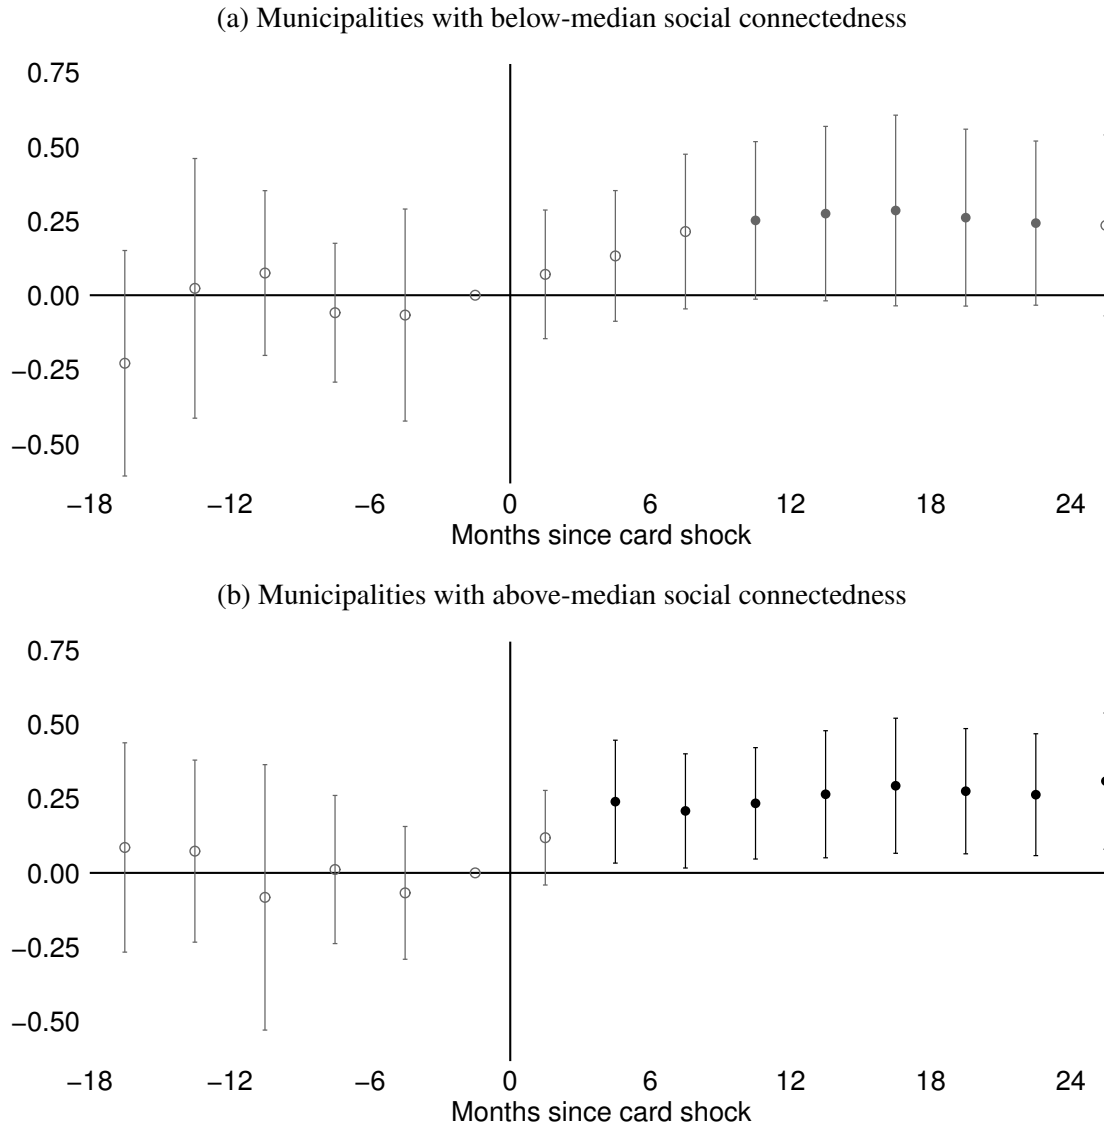 (a) Municipalities with below-median social connectedness
0.75
0.50
0.25
0.00
−0.25
−0.50
−18 −12 −6 0 6 12 18 24
Months since card shock
(b) Municipalities with above-median social connectedness
0.75
0.50
0.25
0.00
−0.25
−0.50
−18 −12 −6 0 6 12 18 24
Months since card shock